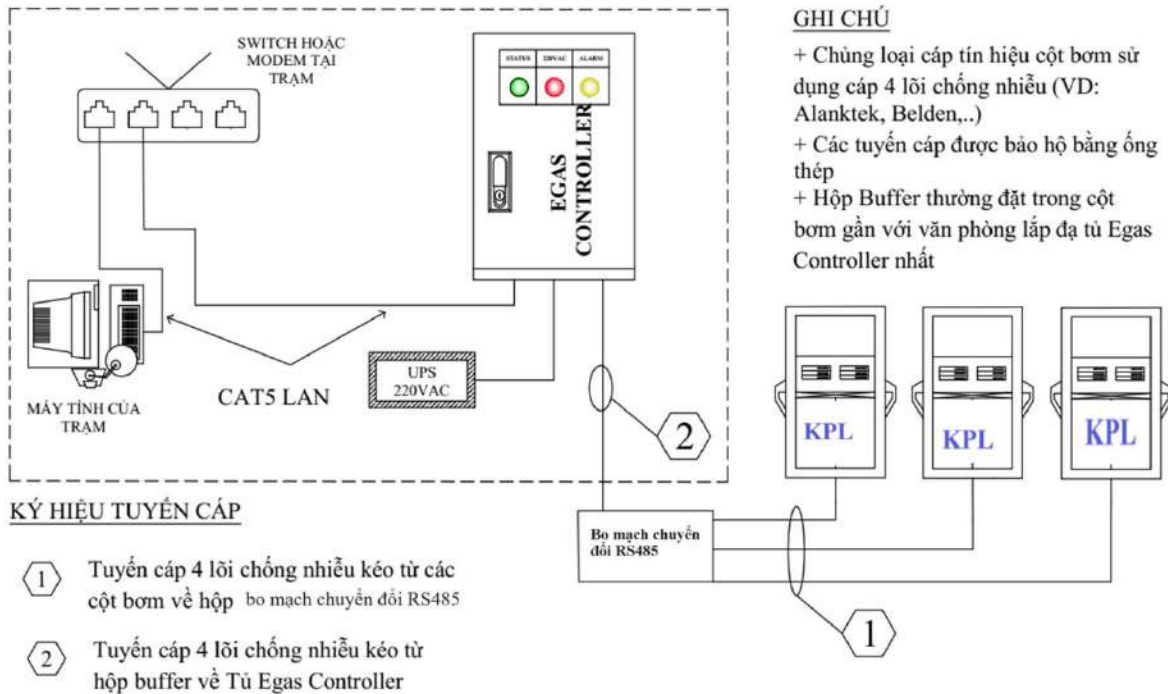 SWITCH HOẶC
MODEM TẠI
TRẠM
STATUS 220VAC ALARM
EGAS
CONTROLLER
MÁY TÍNH CỦA
TRẠM
CAT5 LAN
UPS
220VAC
2
GHI CHÚ
+ Chủng loại cáp tín hiệu cột bơm sử
dụng cáp 4 lõi chống nhiễu (VD:
Alanktek, Belden,..)
+ Các tuyến cáp được bảo hộ bằng ống
thép
+ Hộp Buffer thường đặt trong cột
bơm gần với văn phòng lắp đạ tủ Egas
Controller nhất
KPL
KPL
KPL
Bo mạch chuyển
đổi RS485
1
KÝ HIỆU TUYẾN CÁP
1 Tuyến cáp 4 lõi chống nhiễu kéo từ các
cột bơm về hộp bo mạch chuyển đổi RS485
2 Tuyến cáp 4 lõi chống nhiễu kéo từ
hộp buffer về Tủ Egas Controller